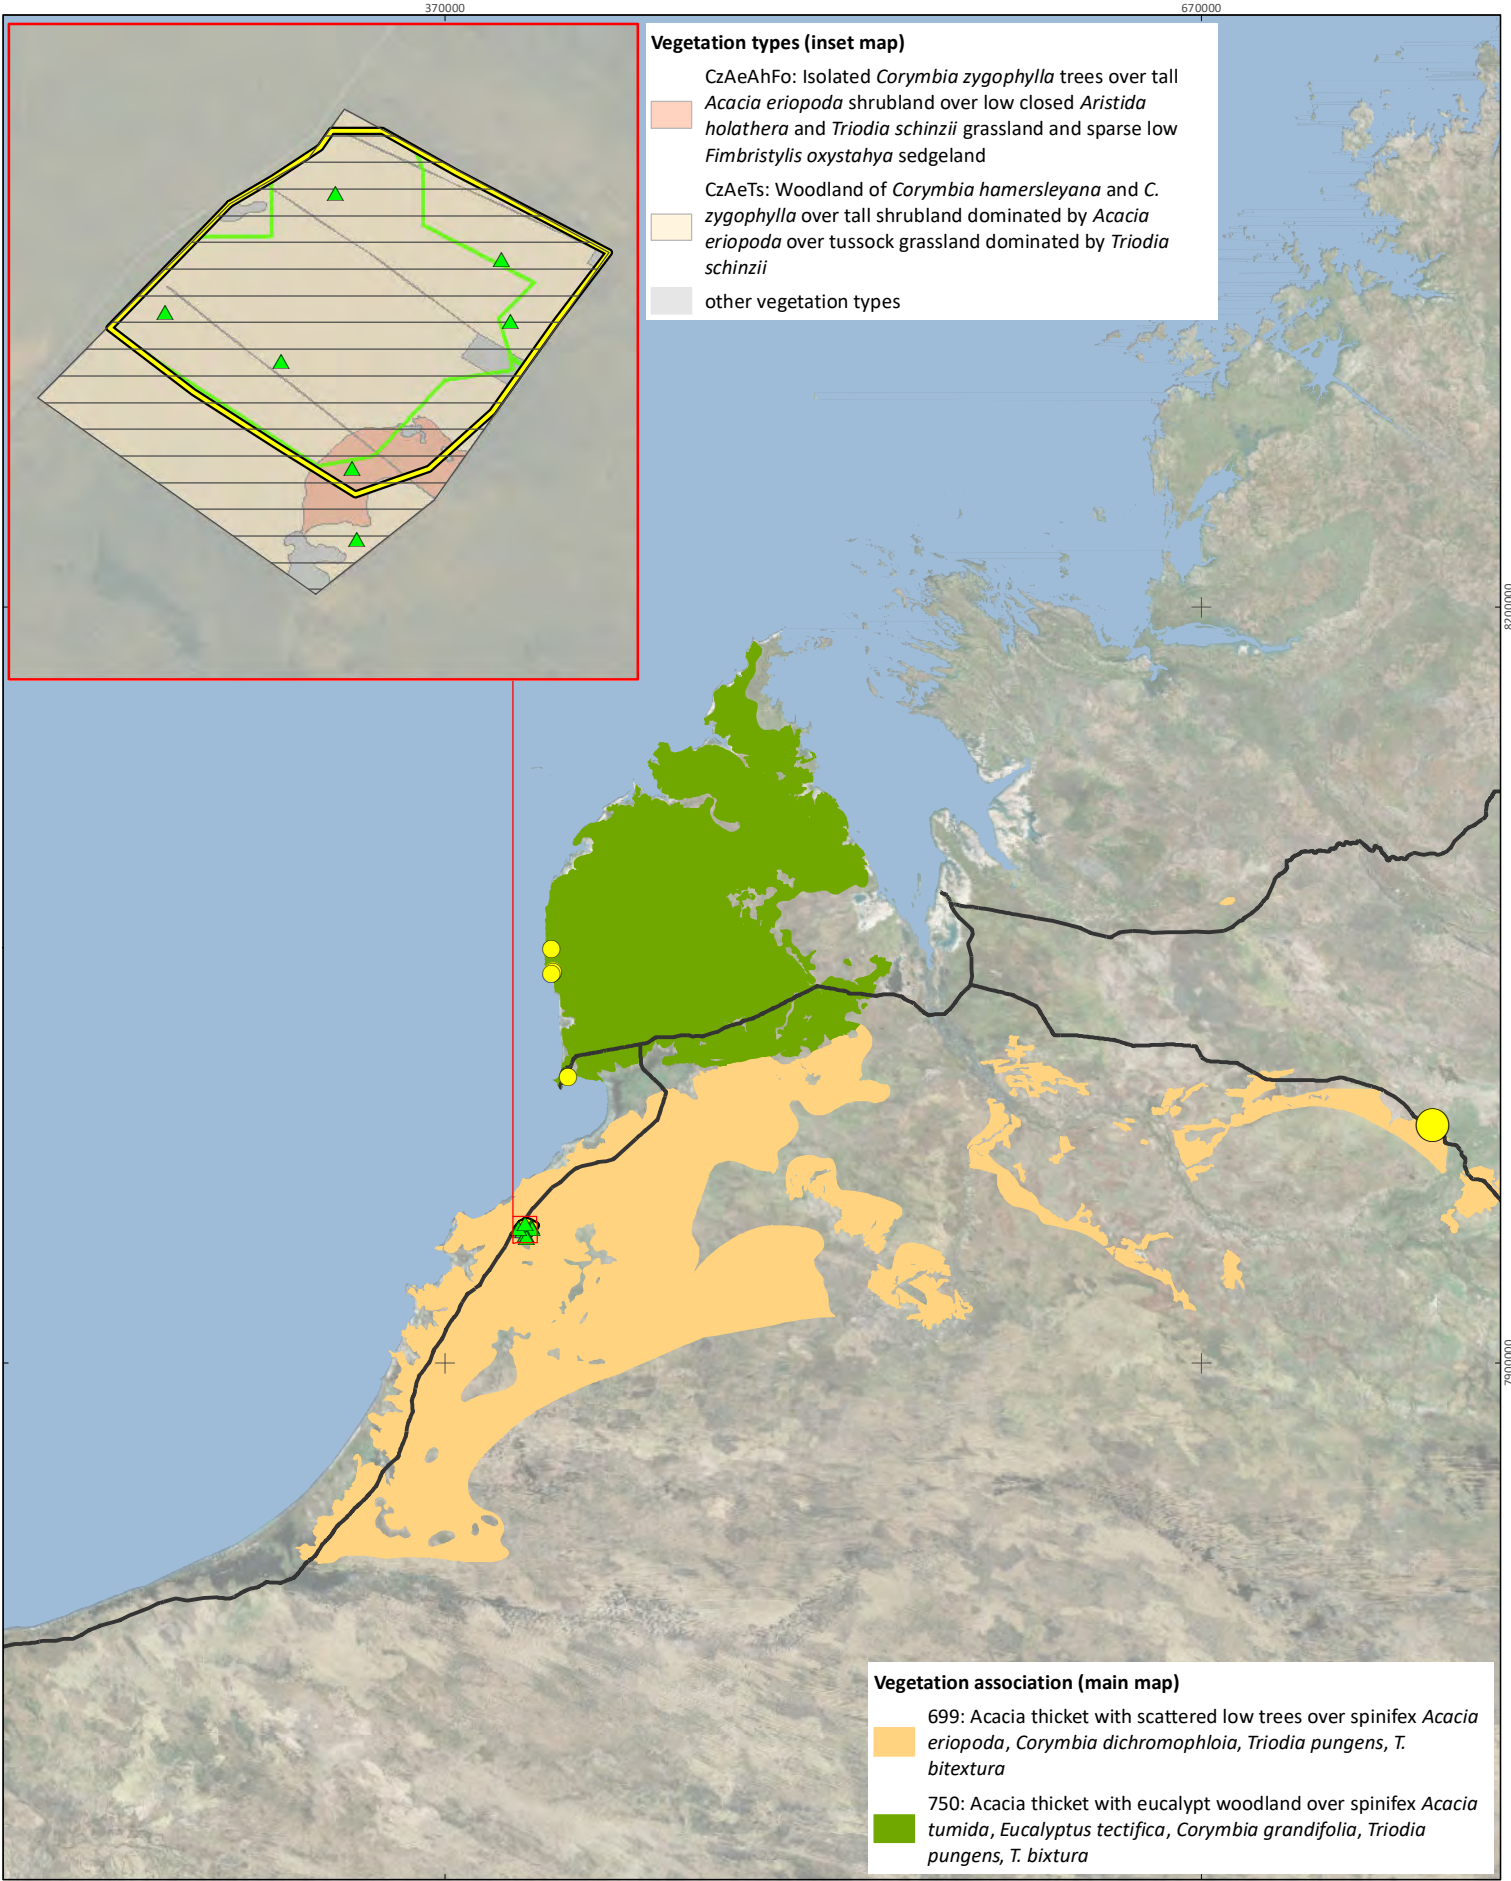 370000
670000
Vegetation types (inset map)
CzAeAhFo: Isolated Corymbia zygophylla trees over tall
Acacia eriopoda shrubland over low closed Aristida
holathera and Triodia schinzii grassland and sparse low
Fimbristylis oxystahya sedgeland
CzAeTs: Woodland of Corymbia hamersleyana and C.
zygophylla over tall shrubland dominated by Acacia
eriopoda over tussock grassland dominated by Triodia
schinzii
other vegetation types
8200000
7900000
Vegetation association (main map)
699: Acacia thicket with scattered low trees over spinifex Acacia
eriopoda, Corymbia dichromophloia, Triodia pungens, T.
bitextura
750: Acacia thicket with eucalypt woodland over spinifex Acacia
tumida, Eucalyptus tectifica, Corymbia grandifolia, Triodia
pungens, T. bixtura